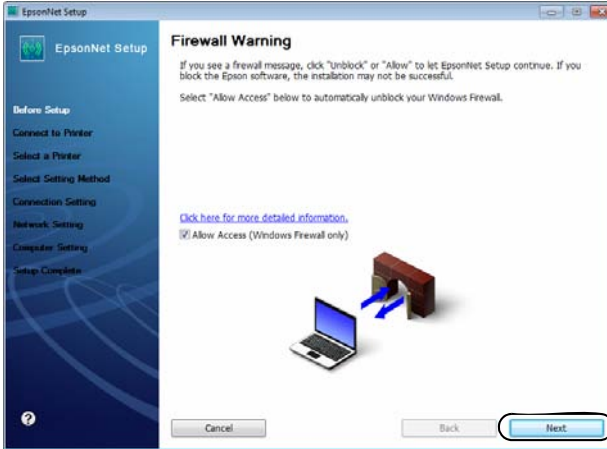 EpsonNet Setup
EpsonNet Setup
Before Setup
Connect to Printer
Select a Printer
Select Setting Method
Connection Setting
Network Setting
Computer Setting
Setup Complete
?
Firewall Warning
If you see a firewall message, click "Unblock" or "Allow" to let EpsonNet Setup continue. If you
block the Epson software, the installation may not be successful.
Select "Allow Access" below to automatically unblock your Windows Firewall.
Click here for more detailed information.
Allow Access (Windows Firewall only)
Cancel
Back
Next